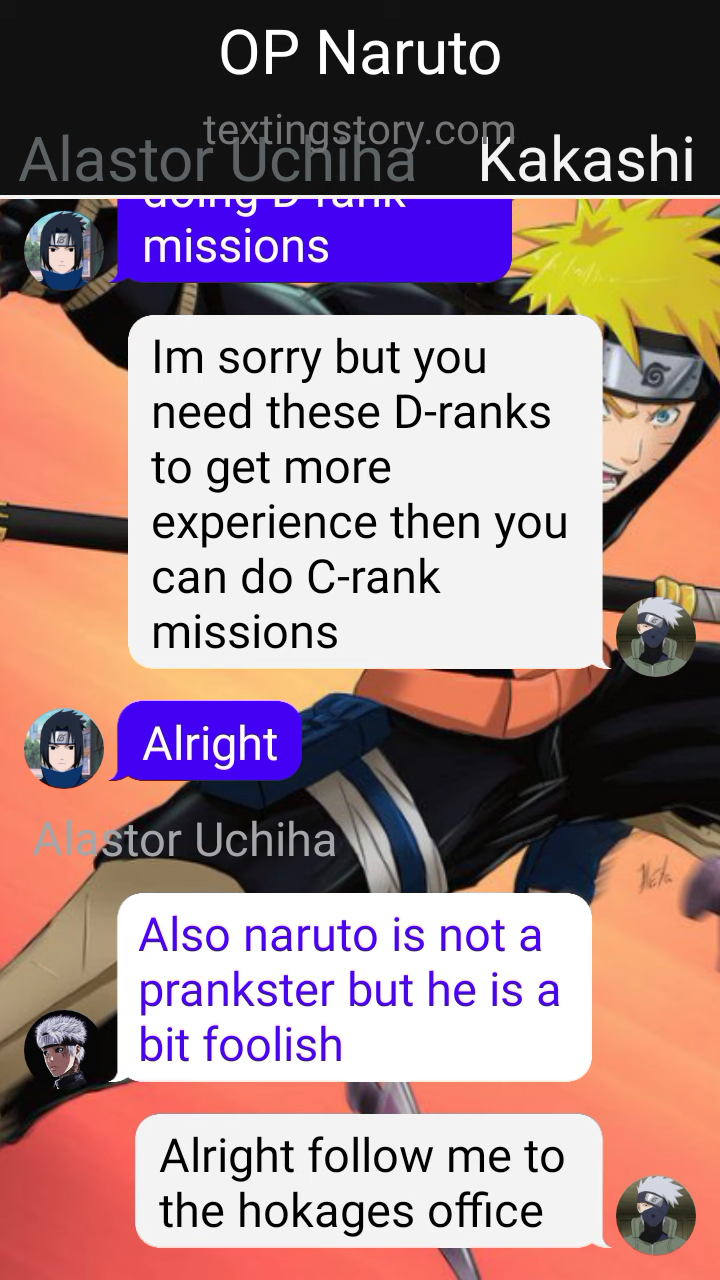 OP Naruto
textingstory.com
Alastor Uchiha
Kakashi
doing D-rank
missions
Im sorry but you
need these D-ranks
to get more
experience then you
can do C-rank
missions
Alright
Alastor Uchiha
Also naruto is not a
prankster but he is a
bit foolish
Alright follow me to
the hokages office